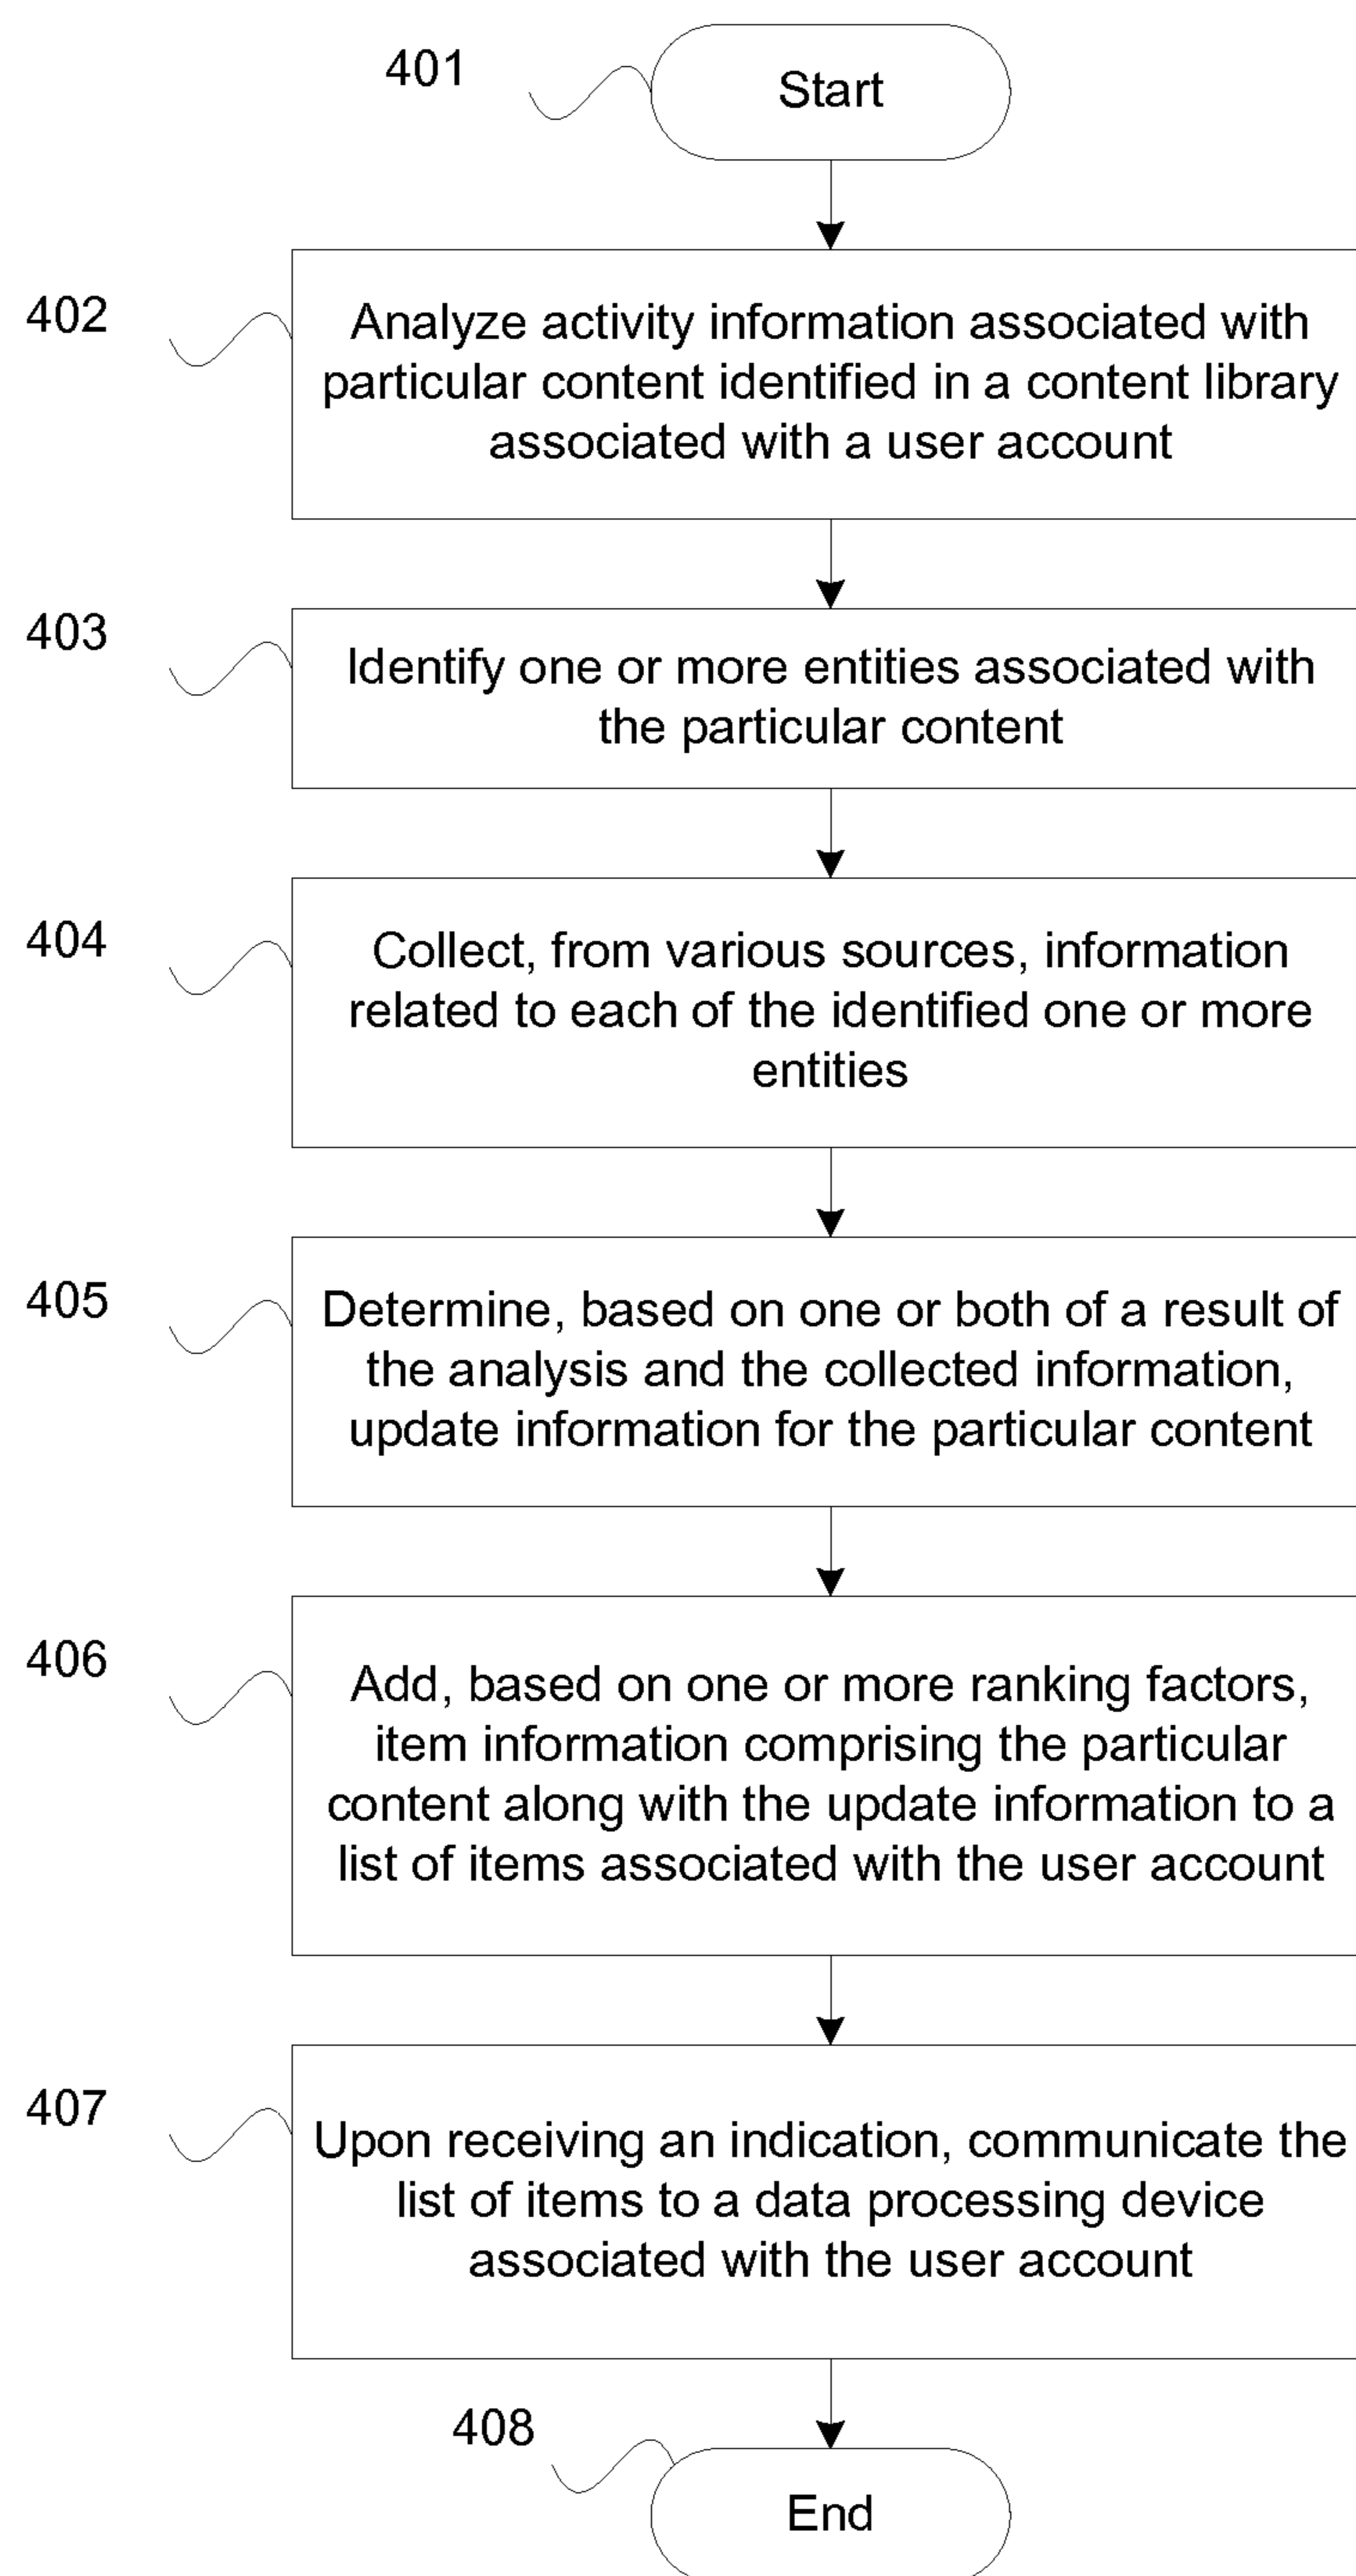 401
Start
402
Analyze activity information associated with
particular content identified in a content library
associated with a user account
403
Identify one or more entities associated with
the particular content
404
Collect, from various sources, information
related to each of the identified one or more
entities
405
Determine, based on one or both of a result of
the analysis and the collected information,
update information for the particular content
406
Add, based on one or more ranking factors,
item information comprising the particular
content along with the update information to a
list of items associated with the user account
407
Upon receiving an indication, communicate the
list of items to a data processing device
associated with the user account
408
End